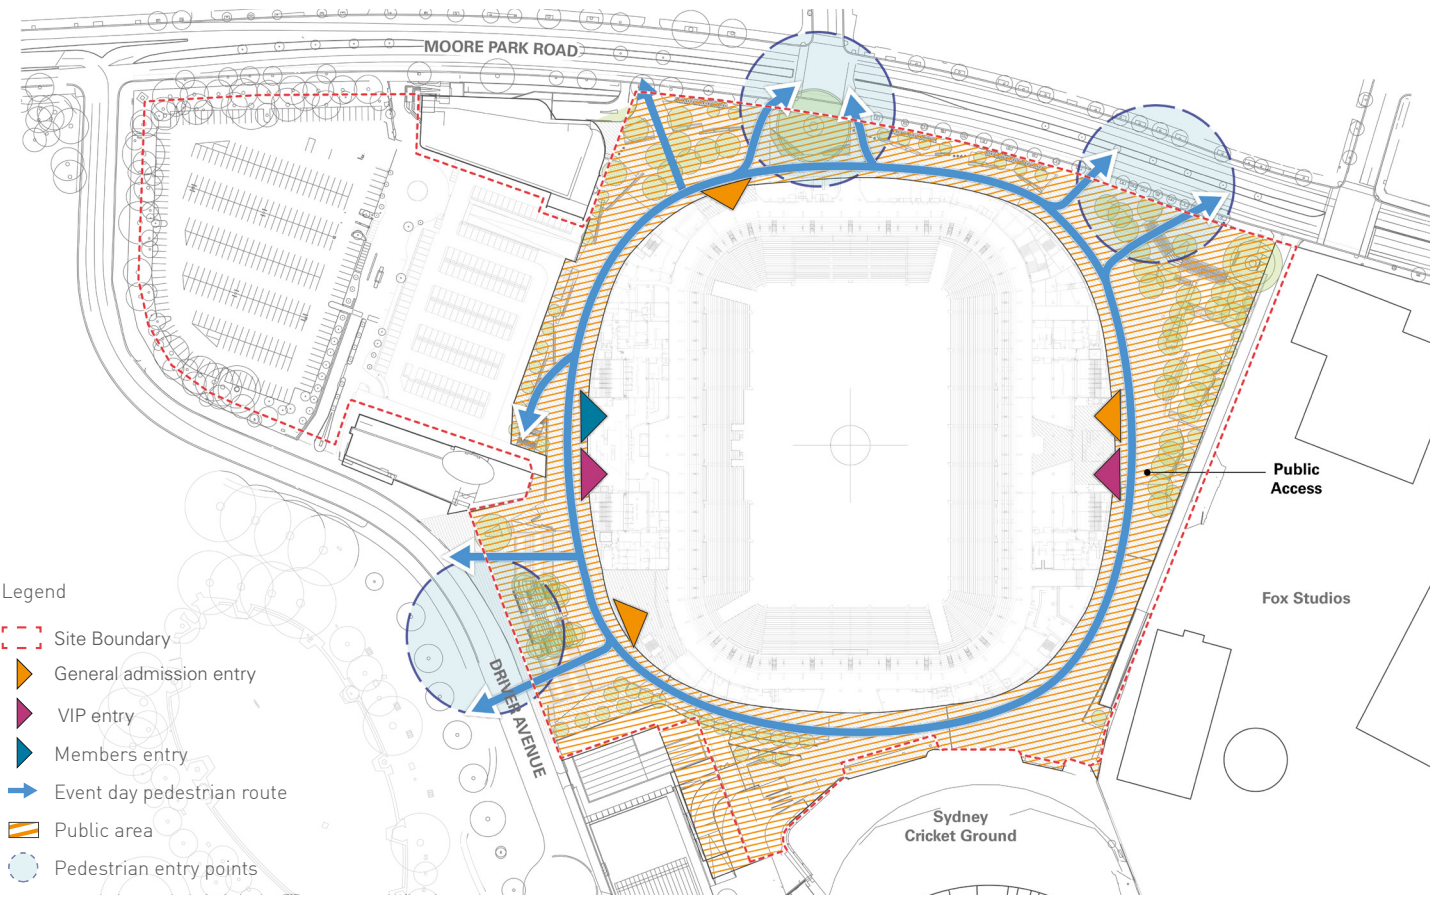 MOORE PARK ROAD
Public
Access
Fox Studios
Legend
Site Boundary
General admission entry
VIP entry
Members entry
Event day pedestrian route
Public area
Pedestrian entry points
DRIVER AVENUE
Sydney
Cricket Ground